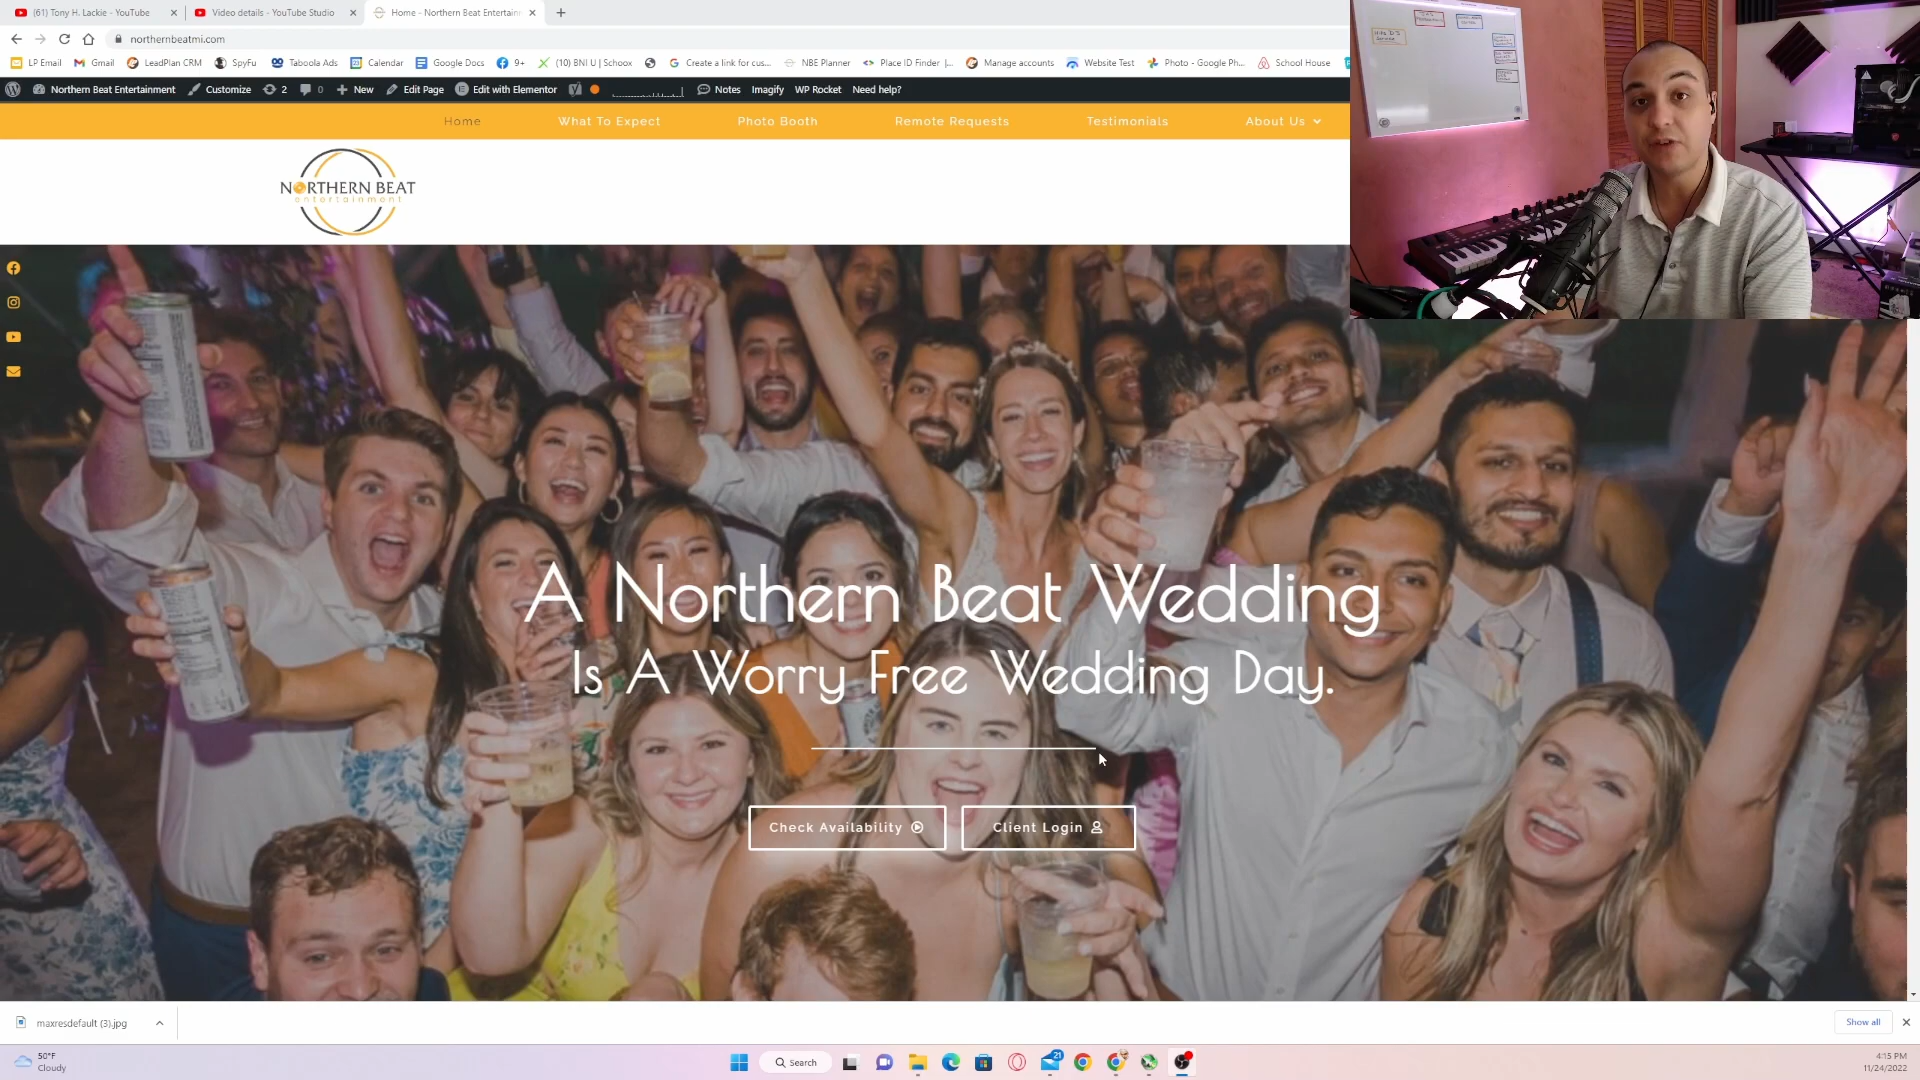 (61) Tony H. Lackie - YouTube
Video details - YouTube Studio
Home - Northern Beat Entertain
northernbeatmi.com
LP Email
Gmail
LeadPlan CRM
SpyFu
Taboola Ads
Calendar
Google Docs
9+
(10) BNI U | Schoox
Create a link for cus...
NBE Planner
Place ID Finder |...
Manage accounts
Website Test
Photo - Google Ph...
School House
Northern Beat Entertainment
Customize
2
0
New
Edit Page
Edit with Elementor
Notes
Imagify
WP Rocket
Need help?
Home
What To Expect
Photo Booth
Remote Requests
Testimonials
About Us
NORTHERN BEAT
entertainment
A Northern Beat Wedding
Is A Worry Free Wedding Day.
Check Availability
Client Login
maxresdefault (3).jpg
Show all
50°F
Cloudy
Search
21
4:15 PM
11/24/2022